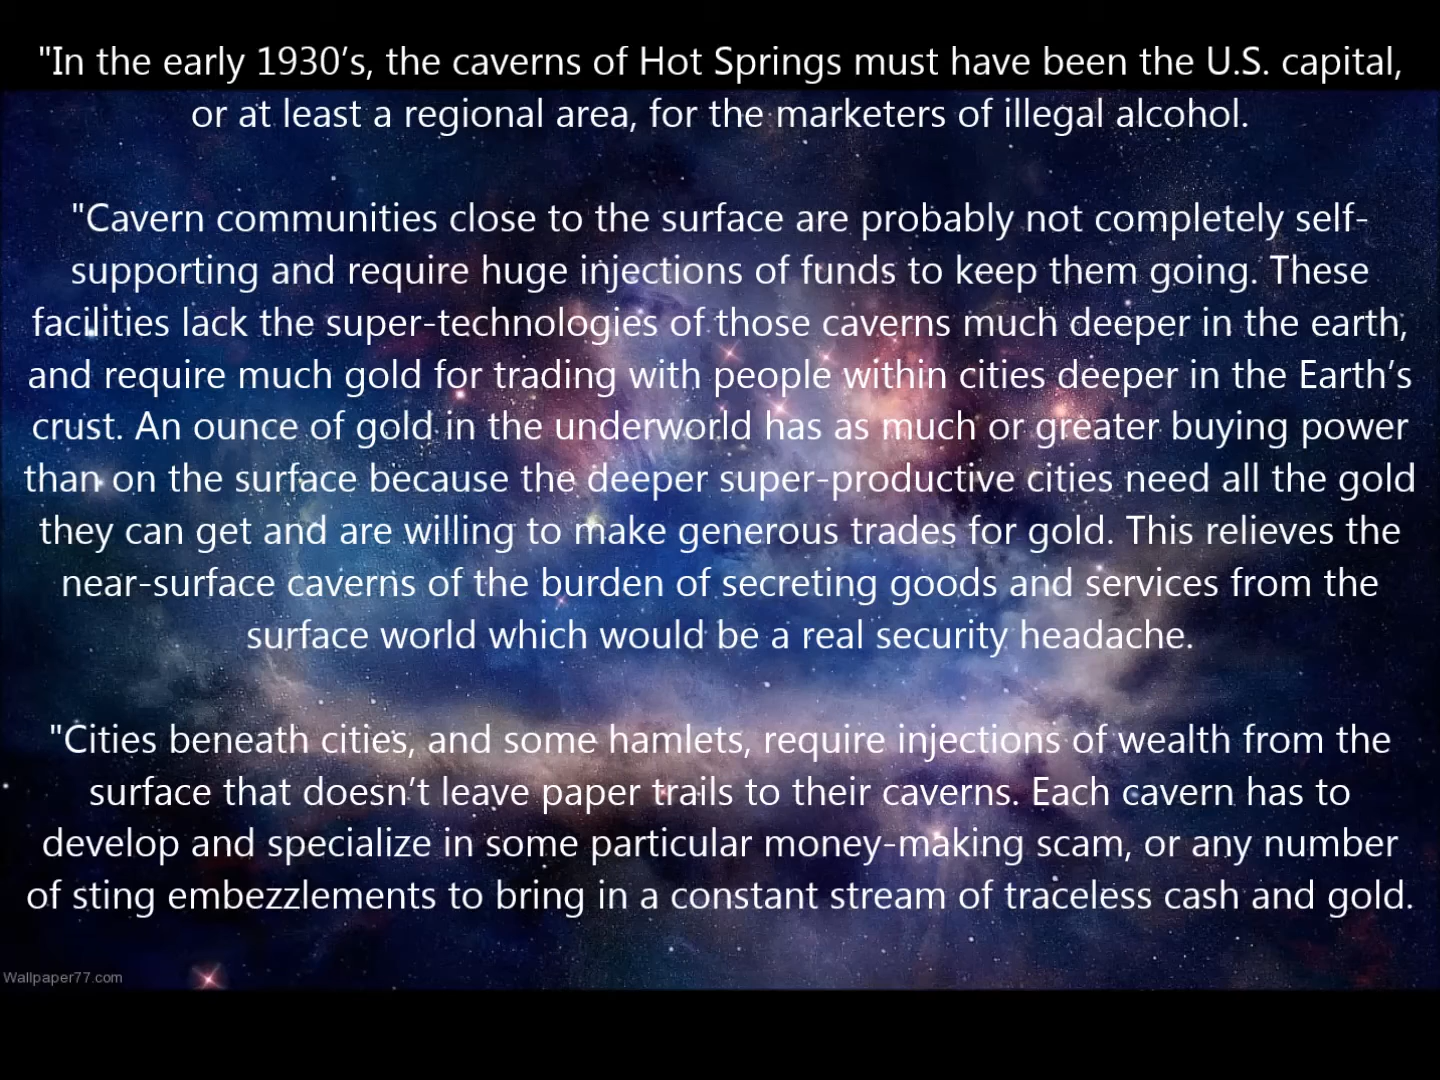 "In the early 1930’s, the caverns of Hot Springs must have been the U.S. capital,
or at least a regional area, for the marketers of illegal alcohol.
"Cavern communities close to the surface are probably not completely self-
supporting and require huge injections of funds to keep them going. These
facilities lack the super-technologies of those caverns much deeper in the earth,
and require much gold for trading with people within cities deeper in the Earth’s
crust. An ounce of gold in the underworld has as much or greater buying power
than on the surface because the deeper super-productive cities need all the gold
they can get and are willing to make generous trades for gold. This relieves the
near-surface caverns of the burden of secreting goods and services from the
surface world which would be a real security headache.
"Cities beneath cities, and some hamlets, require injections of wealth from the
surface that doesn’t leave paper trails to their caverns. Each cavern has to
develop and specialize in some particular money-making scam, or any number
of sting embezzlements to bring in a constant stream of traceless cash and gold.
Wallpaper77.com